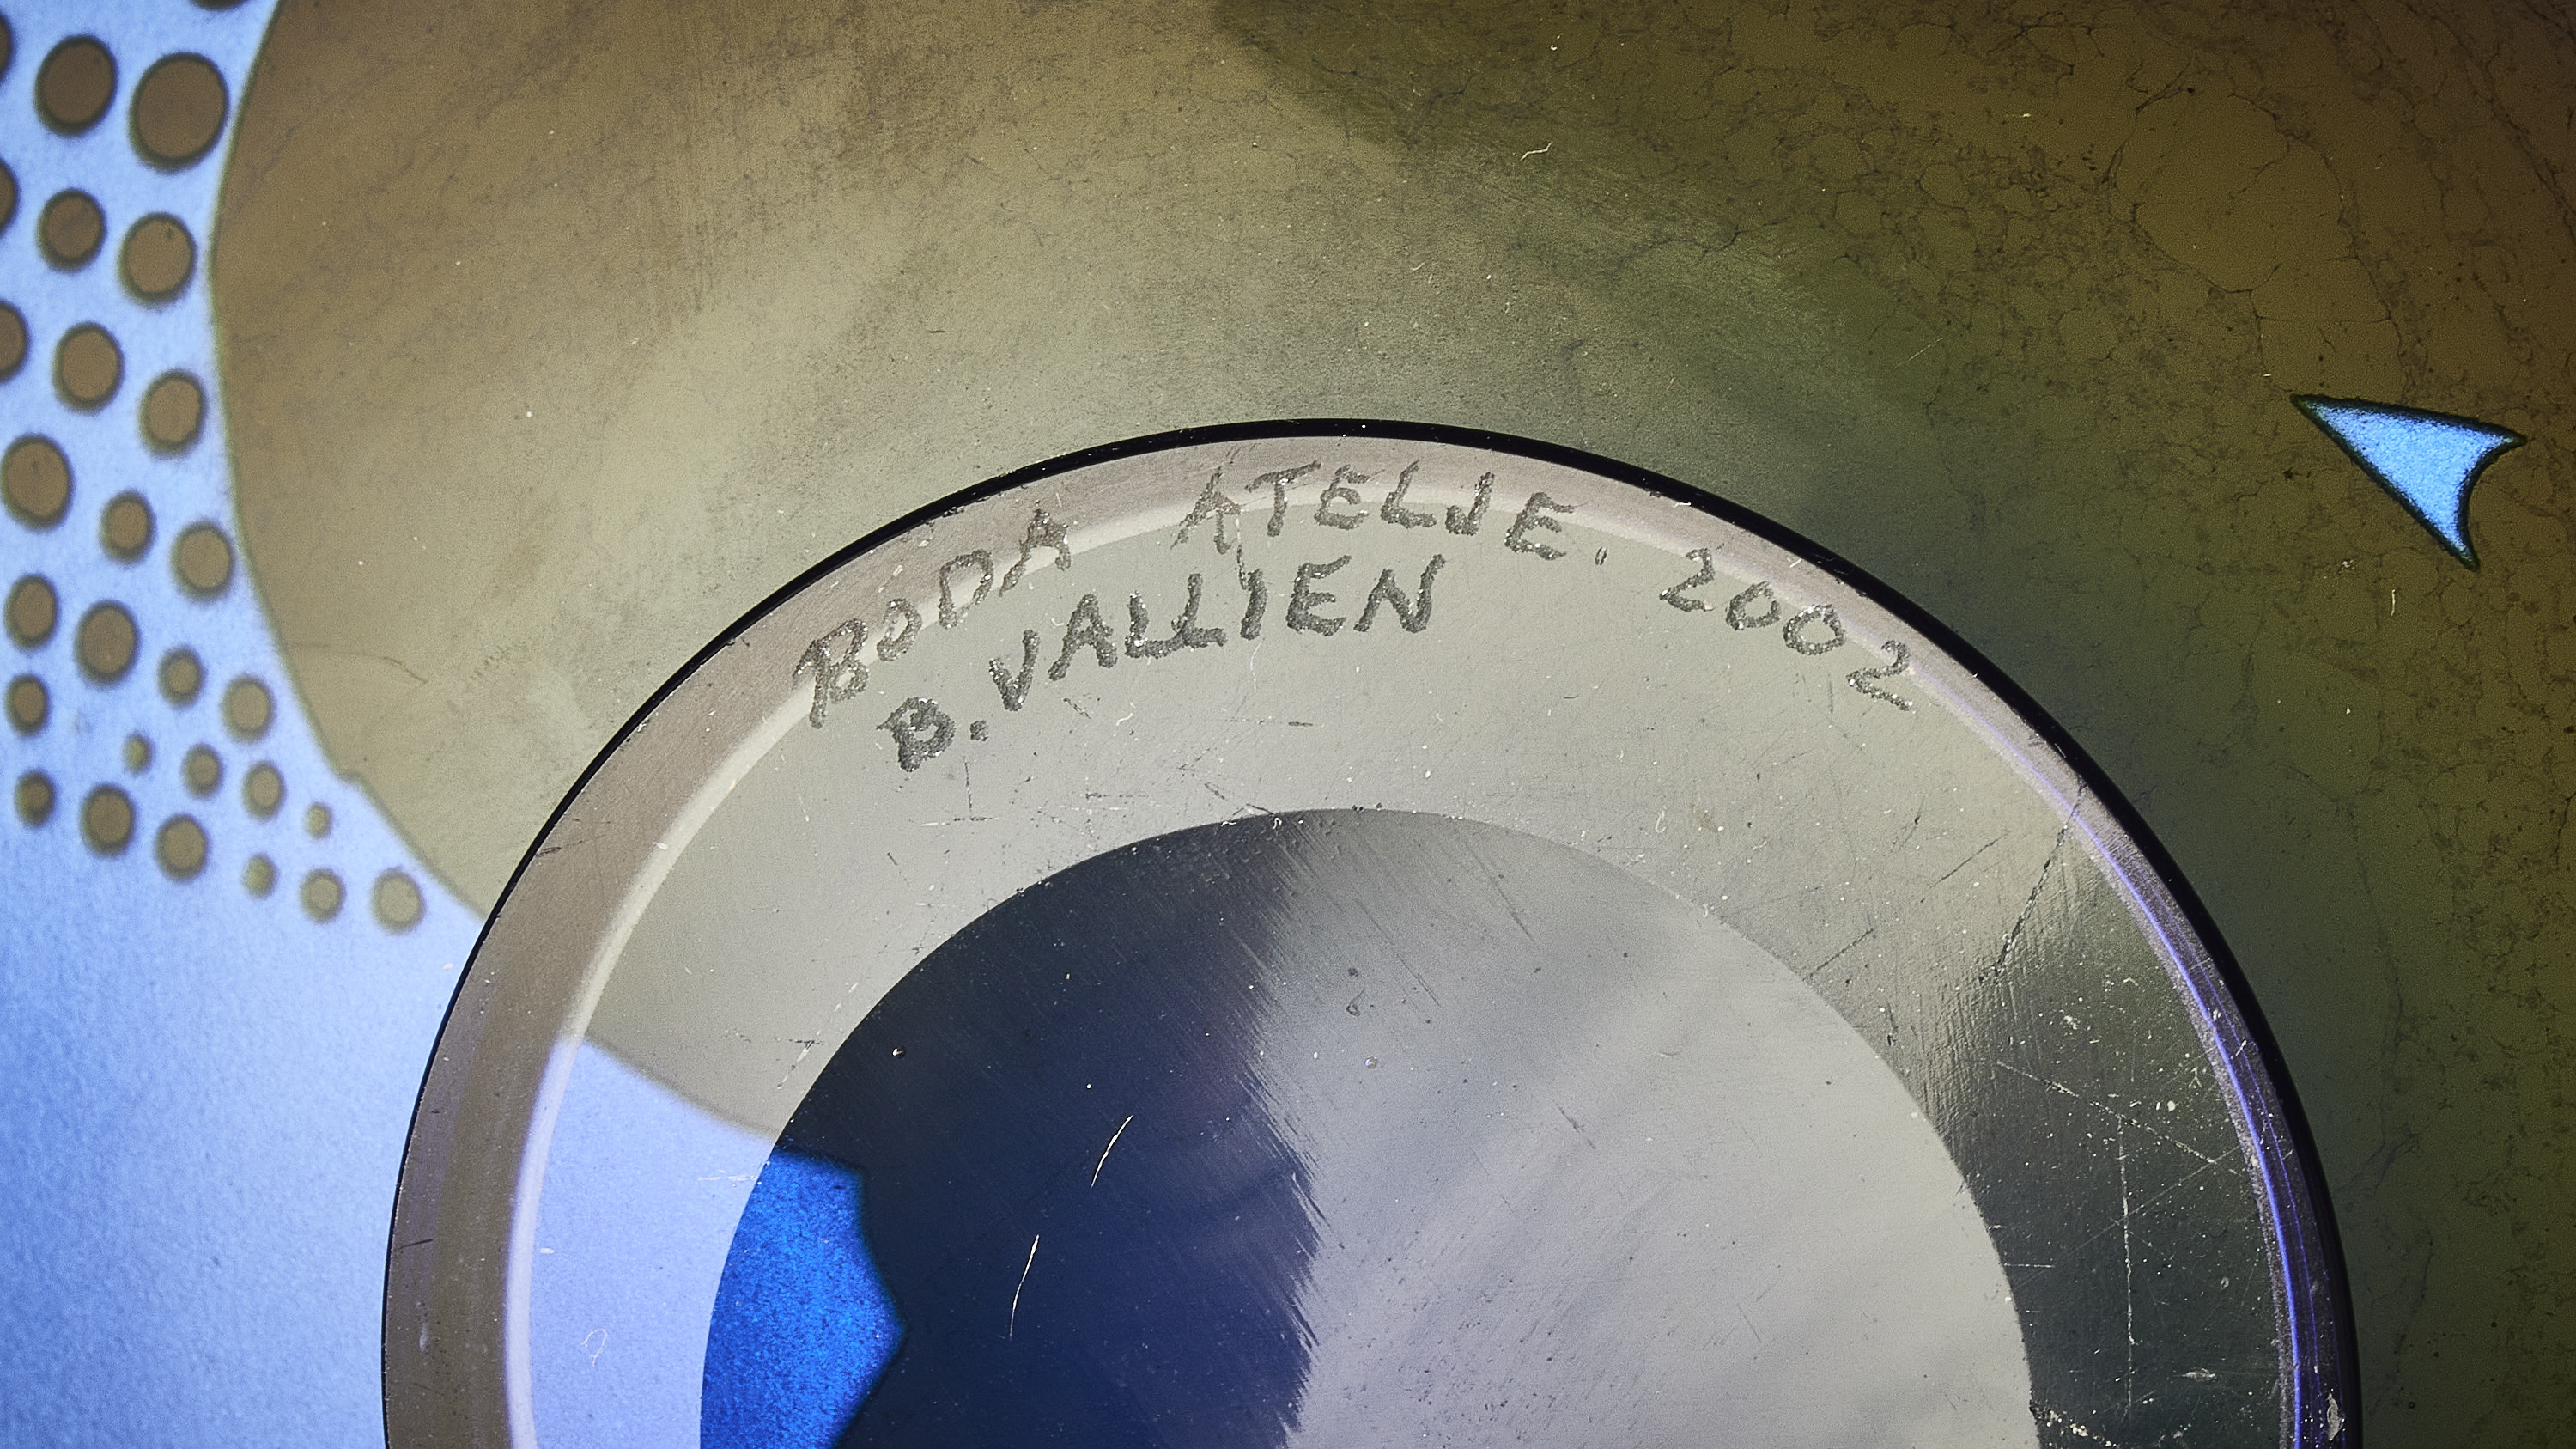 BODA ATELJE. 2002
B. VALLIEN